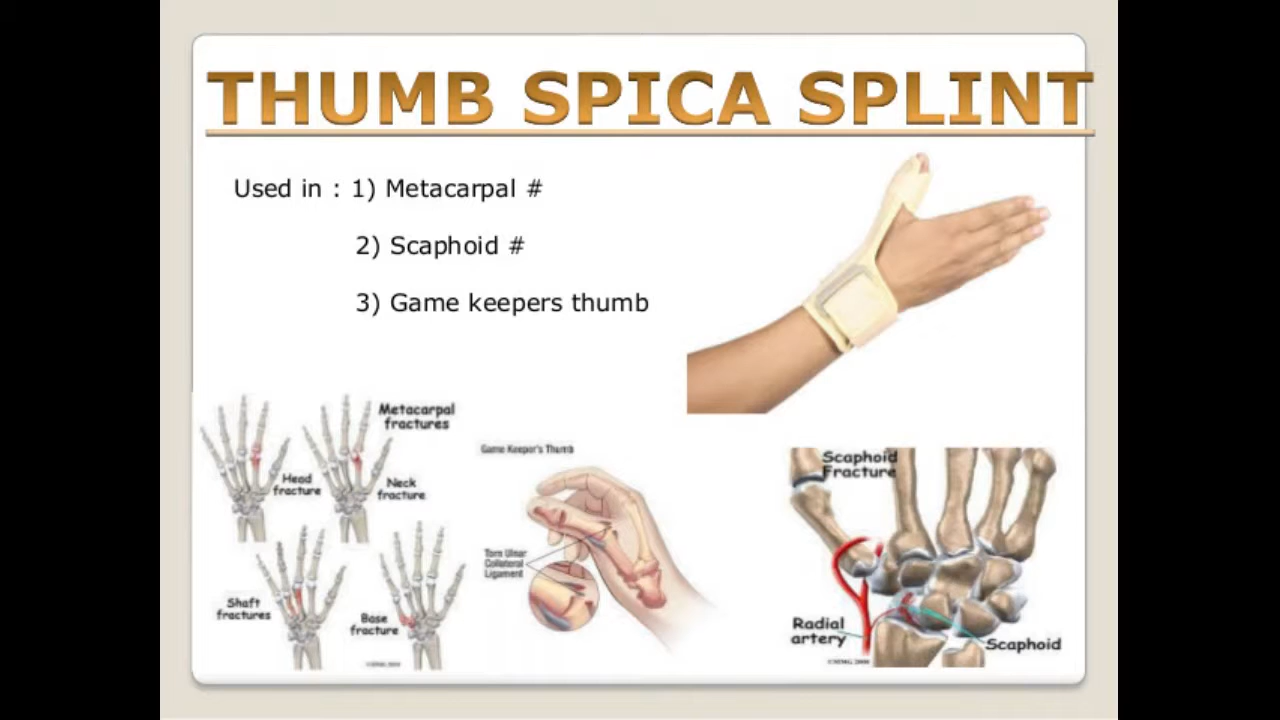 THUMB SPICA SPLINT
Used in : 1) Metacarpal #
2) Scaphoid #
3) Game keepers thumb
Metacarpal
fractures
Head
fracture
Neck
fracture
Shaft
fractures
Base
fracture
Game Keeper's Thumb
Torn Ulnar
Collateral
Ligament
Scaphoid
Fracture
Radial
artery
Scaphoid